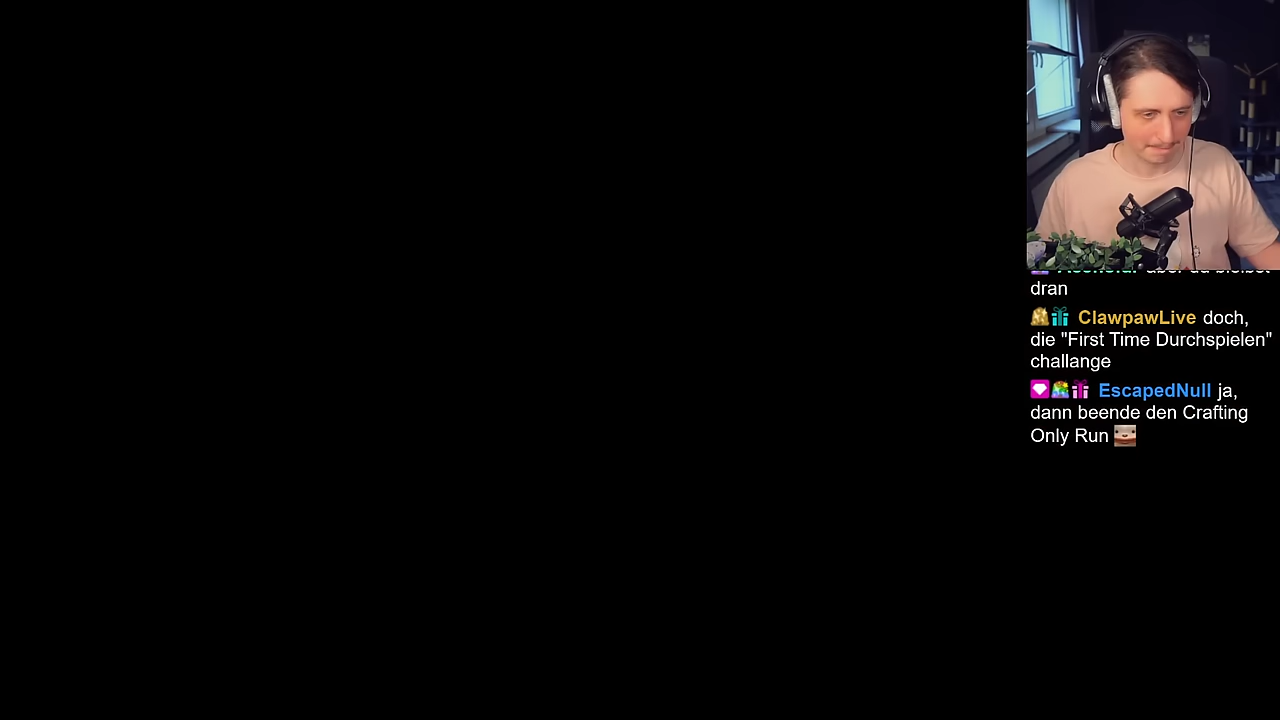 dran
ClawpawLive doch,
die "First Time Durchspielen"
challange
EscapedNull ja,
dann beende den Crafting
Only Run